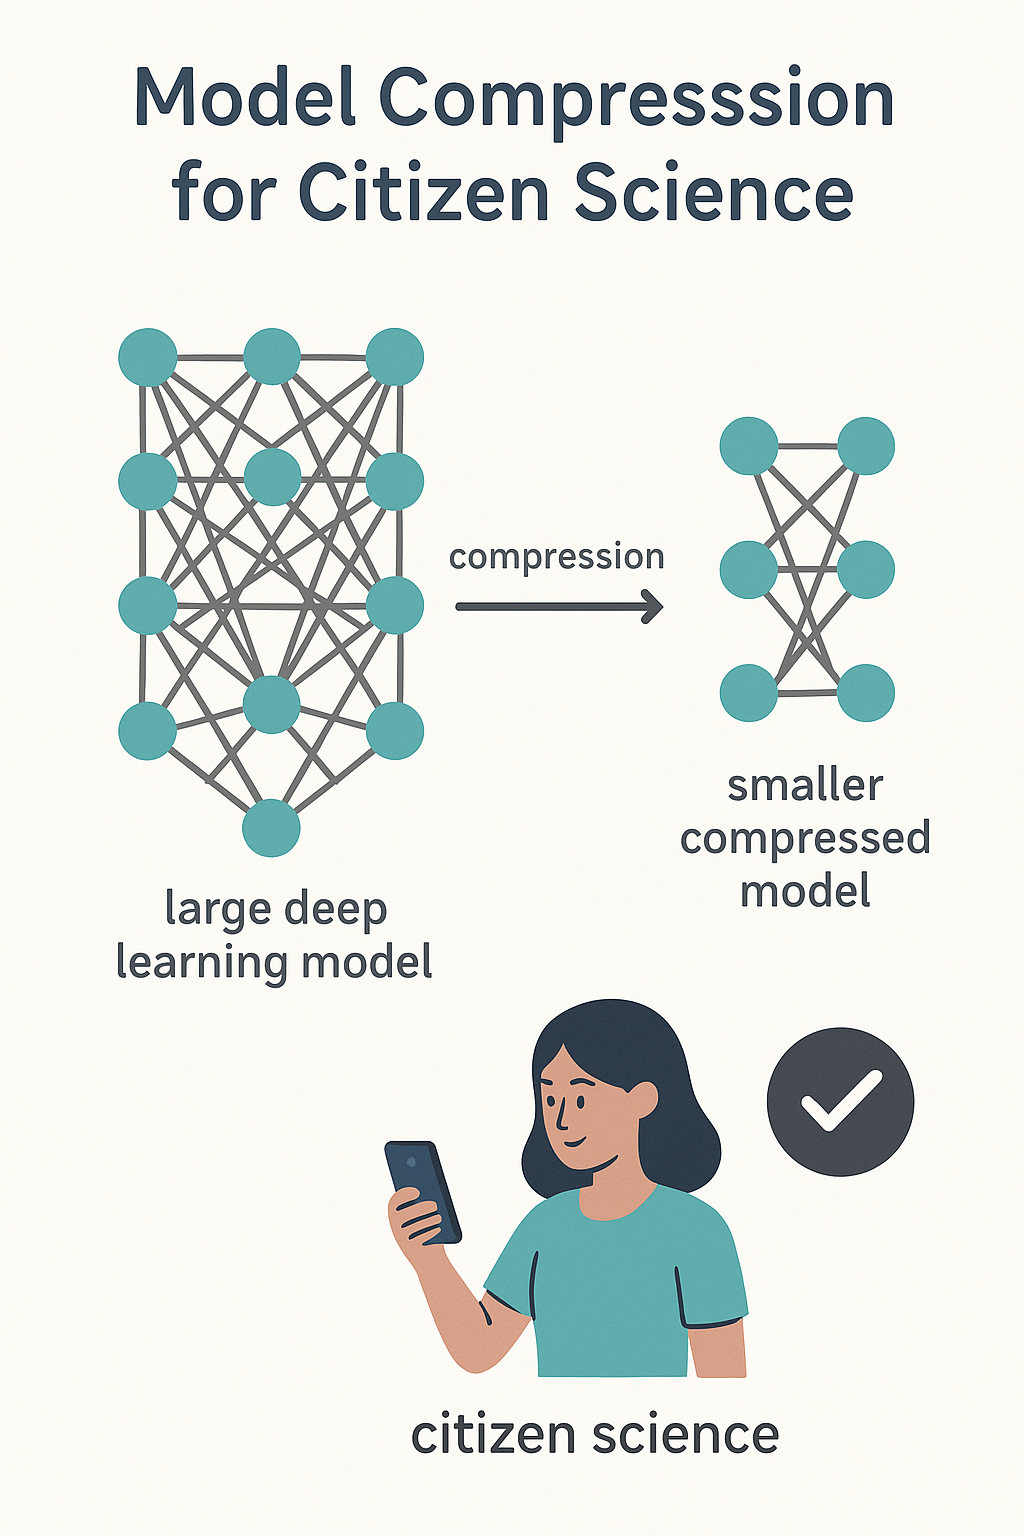 Model Compresssion
for Citizen Science
compression
smaller
compressed
model
large deep
learning model
citizen science